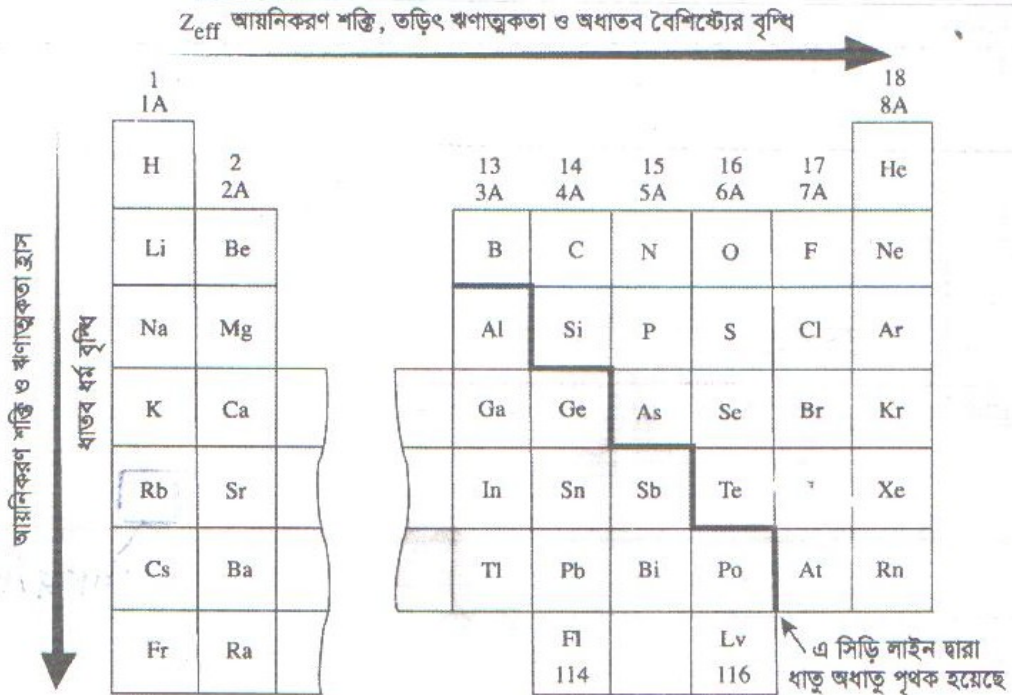 Zeff আয়নিকরণ শক্তি, তড়িৎ ঋণাত্মকতা ও অধাতব বৈশিষ্ট্যের বৃদ্ধি
1 18
1A 8A
H 2 13 14 15 16 17 He
2A 3A 4A 5A 6A 7A
Li Be B C N O F Ne
Na Mg Al Si P S Cl Ar
K Ca Ga Ge As Se Br Kr
Rb Sr In Sn Sb Te Xe
Cs Ba Tl Pb Bi Po At Rn
Fr Ra Fl Lv
114 116
আয়নিকরণ শক্তি ও ঋণাত্মকতা হ্রাস
ধাতব ধর্ম বৃদ্ধি
এ সিড়ি লাইন দ্বারা
ধাতু অধাতু পৃথক হয়েছে